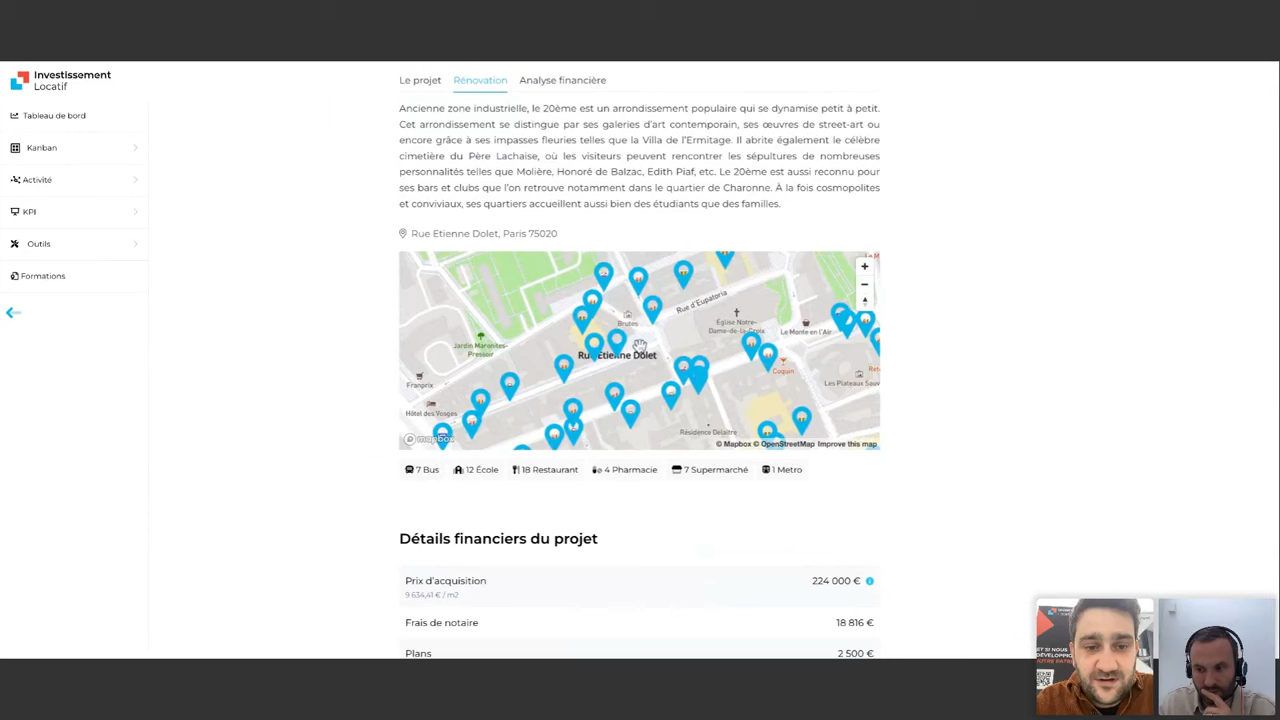 Investissement
Locatif
Tableau de bord
Kanban
Activité
KPI
Outils
Formations
Le projet Rénovation Analyse financière
Ancienne zone industrielle, le 20ème est un arrondissement populaire qui se dynamise petit à petit.
Cet arrondissement se distingue par ses galeries d'art contemporain, ses œuvres de street-art ou
encore grâce à ses impasses fleuries telles que la Villa de l'Ermitage. Il abrite également le célèbre
cimetière du Père Lachaise, où les visiteurs peuvent rencontrer les sépultures de nombreuses
personnalités telles que Molière, Honoré de Balzac, Edith Piaf, etc. Le 20ème est aussi reconnu pour
ses bars et clubs que l'on retrouve notamment dans le quartier de Charonne. À la fois cosmopolites
et conviviaux, ses quartiers accueillent aussi bien des étudiants que des familles.
Rue Etienne Dolet, Paris 75020
Rue d'Eupatoria
Brutes
Église Notre-
Dame-de-la-Croix
Le Monte en l'Air
Jardin Maronites-
Pressoir
Rue Etienne Dolet
Coquin
Franprix
Les Plateaux Sauv
Hôtel des Vosges
Résidence Delaitre
mapbox
© Mapbox © OpenStreetMap Improve this map
7 Bus 12 École 18 Restaurant 4 Pharmacie 7 Supermarché 1 Metro
Détails financiers du projet
Prix d'acquisition 224 000 €
9 634,41 € / m2
Frais de notaire 18 816 €
Plans 2 500 €